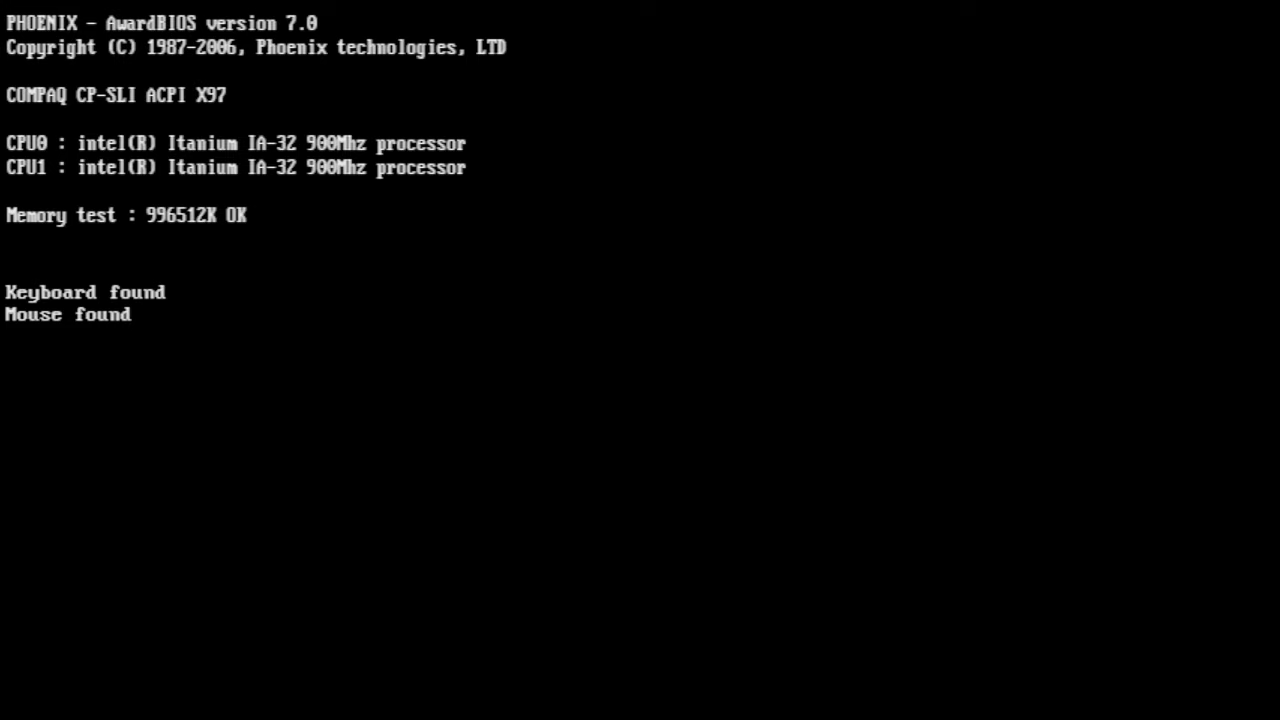 PHOENIX - AwardBIOS version 7.0
Copyright (C) 1987-2006, Phoenix technologies, LTD
COMPAQ CP-SLI ACPI X97
CPU0 : intel(R) Itanium IA-32 900Mhz processor
CPU1 : intel(R) Itanium IA-32 900Mhz processor
Memory test : 996512K OK
Keyboard found
Mouse found